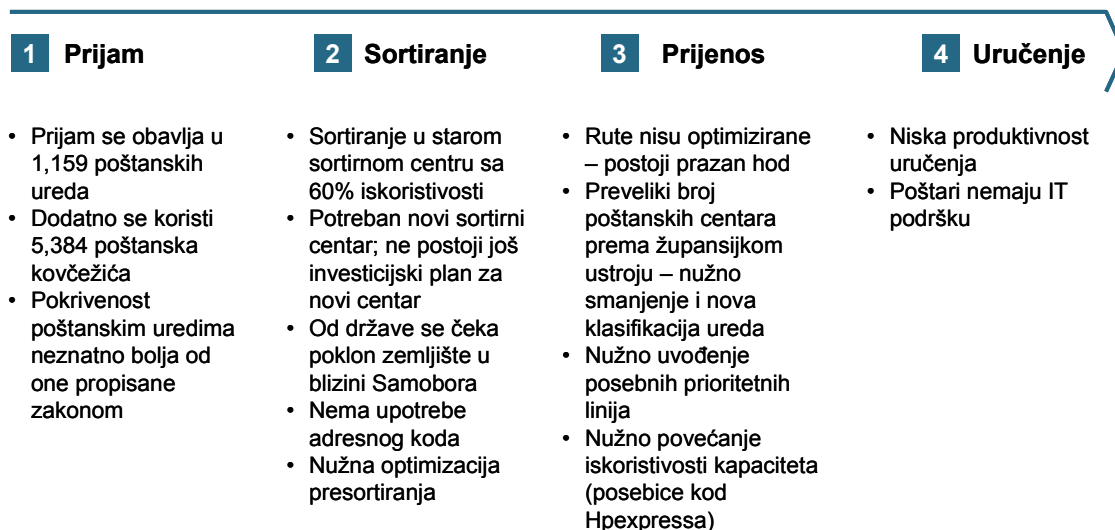 1 Prijam
2 Sortiranje
3 Prijenos
4 Uručenje
• Prijam se obavlja u
1,159 poštanskih
ureda
• Dodatno se koristi
5,384 poštanska
kovčežića
• Pokrivenost
poštanskim uredima
neznatno bolja od
one propisane
zakonom
• Sortiranje u starom
sortirnom centru sa
60% iskoristivosti
• Potreban novi sortirni
centar; ne postoji još
investicijski plan za
novi centar
• Od države se čeka
poklon zemljište u
blizini Samobora
• Nema upotrebe
adresnog koda
• Nužna optimizacija
presortiranja
• Rute nisu optimizirane
– postoji prazan hod
• Preveliki broj
poštanskih centara
prema župansijkom
ustroju – nužno
smanjenje i nova
klasifikacija ureda
• Nužno uvođenje
posebnih prioritetnih
linija
• Nužno povećanje
iskoristivosti kapaciteta
(posebice kod
Hpexpressa)
• Niska produktivnost
uručenja
• Poštari nemaju IT
podršku